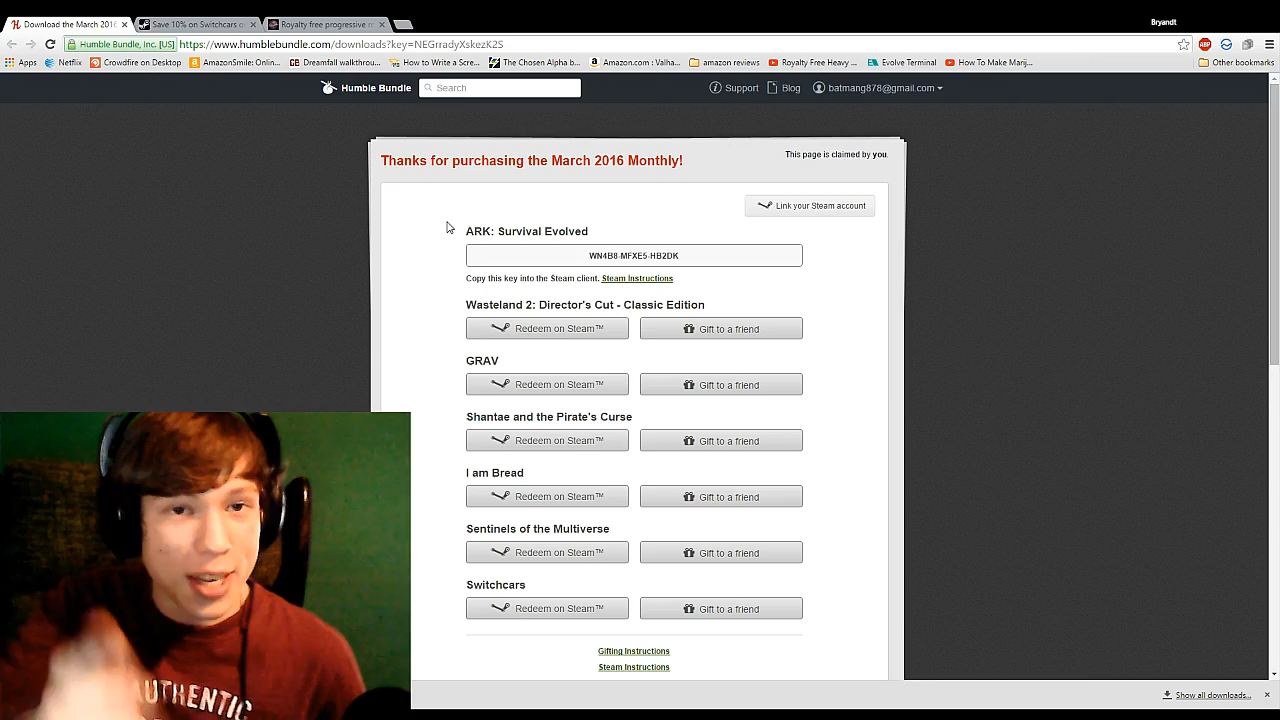 Download the March 2016
Save 10% on Switchcars o
Royalty free progressive m
Bryandt
Humble Bundle, Inc. [US]
https://www.humblebundle.com/downloads?key=NEGrradyXskezK2S
ABP
Apps
Netflix
Crowdfire on Desktop
AmazonSmile: Onlin...
Dreamfall walkthrou...
How to Write a Scre...
The Chosen Alpha b...
Amazon.com : Valha...
amazon reviews
Royalty Free Heavy ...
Evolve Terminal
How To Make Marij...
Other bookmarks
Humble Bundle
Search
Support
Blog
batmang878@gmail.com
Thanks for purchasing the March 2016 Monthly!
This page is claimed by you.
Link your Steam account
ARK: Survival Evolved
WN4B8-MFXE5-HB2DK
Copy this key into the Steam client. Steam Instructions
Wasteland 2: Director's Cut - Classic Edition
Redeem on Steam™
Gift to a friend
GRAV
Redeem on Steam™
Gift to a friend
Shantae and the Pirate's Curse
Redeem on Steam™
Gift to a friend
I am Bread
Redeem on Steam™
Gift to a friend
Sentinels of the Multiverse
Redeem on Steam™
Gift to a friend
Switchcars
Redeem on Steam™
Gift to a friend
Gifting Instructions
Steam Instructions
AUTHENTIC
Show all downloads...